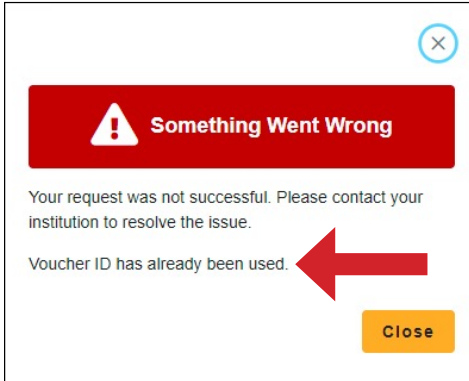 Something Went Wrong
Your request was not successful. Please contact your
institution to resolve the issue.
Voucher ID has already been used.
Close